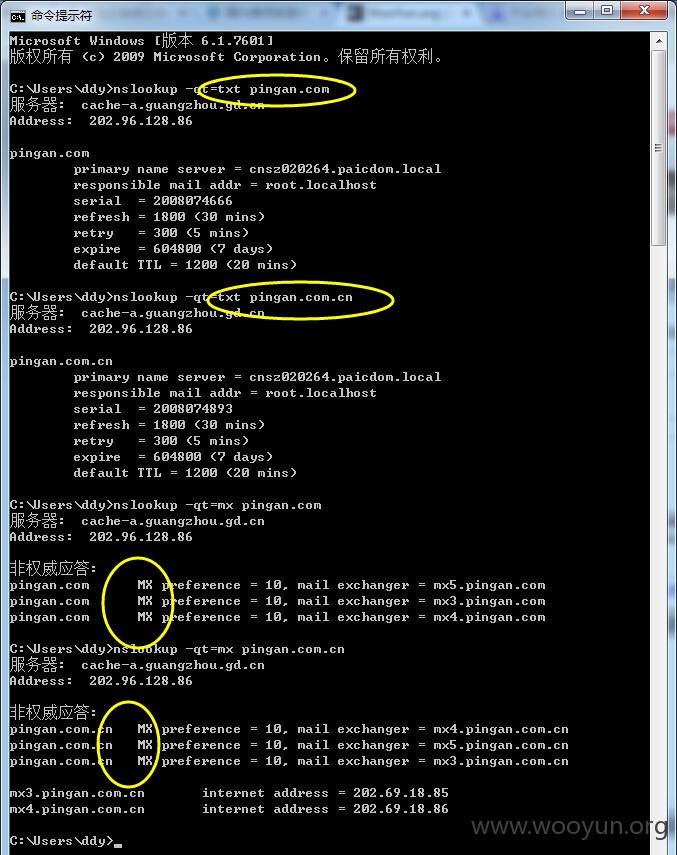 命令提示符
Microsoft Windows [版本 6.1.7601]
版权所有 (c) 2009 Microsoft Corporation。保留所有权利。
C:\Users\ddy>nslookup -qt=txt pingan.com
服务器:  cache-a.guangzhou.gd.cn
Address:  202.96.128.86
pingan.com
primary name server = cnsz020264.paicdom.local
responsible mail addr = root.localhost
serial  = 2008074666
refresh = 1800 (30 mins)
retry   = 300 (5 mins)
expire  = 604800 (7 days)
default TTL = 1200 (20 mins)
C:\Users\ddy>nslookup -qt=txt pingan.com.cn
服务器:  cache-a.guangzhou.gd.cn
Address:  202.96.128.86
pingan.com.cn
primary name server = cnsz020264.paicdom.local
responsible mail addr = root.localhost
serial  = 2008074893
refresh = 1800 (30 mins)
retry   = 300 (5 mins)
expire  = 604800 (7 days)
default TTL = 1200 (20 mins)
C:\Users\ddy>nslookup -qt=mx pingan.com
服务器:  cache-a.guangzhou.gd.cn
Address:  202.96.128.86
非权威应答:
pingan.com      MX preference = 10, mail exchanger = mx5.pingan.com
pingan.com      MX preference = 10, mail exchanger = mx3.pingan.com
pingan.com      MX preference = 10, mail exchanger = mx4.pingan.com
C:\Users\ddy>nslookup -qt=mx pingan.com.cn
服务器:  cache-a.guangzhou.gd.cn
Address:  202.96.128.86
非权威应答:
pingan.com.cn   MX preference = 10, mail exchanger = mx4.pingan.com.cn
pingan.com.cn   MX preference = 10, mail exchanger = mx5.pingan.com.cn
pingan.com.cn   MX preference = 10, mail exchanger = mx3.pingan.com.cn
mx3.pingan.com.cn       internet address = 202.69.18.85
mx4.pingan.com.cn       internet address = 202.69.18.86
C:\Users\ddy>_
www.wooyun.org